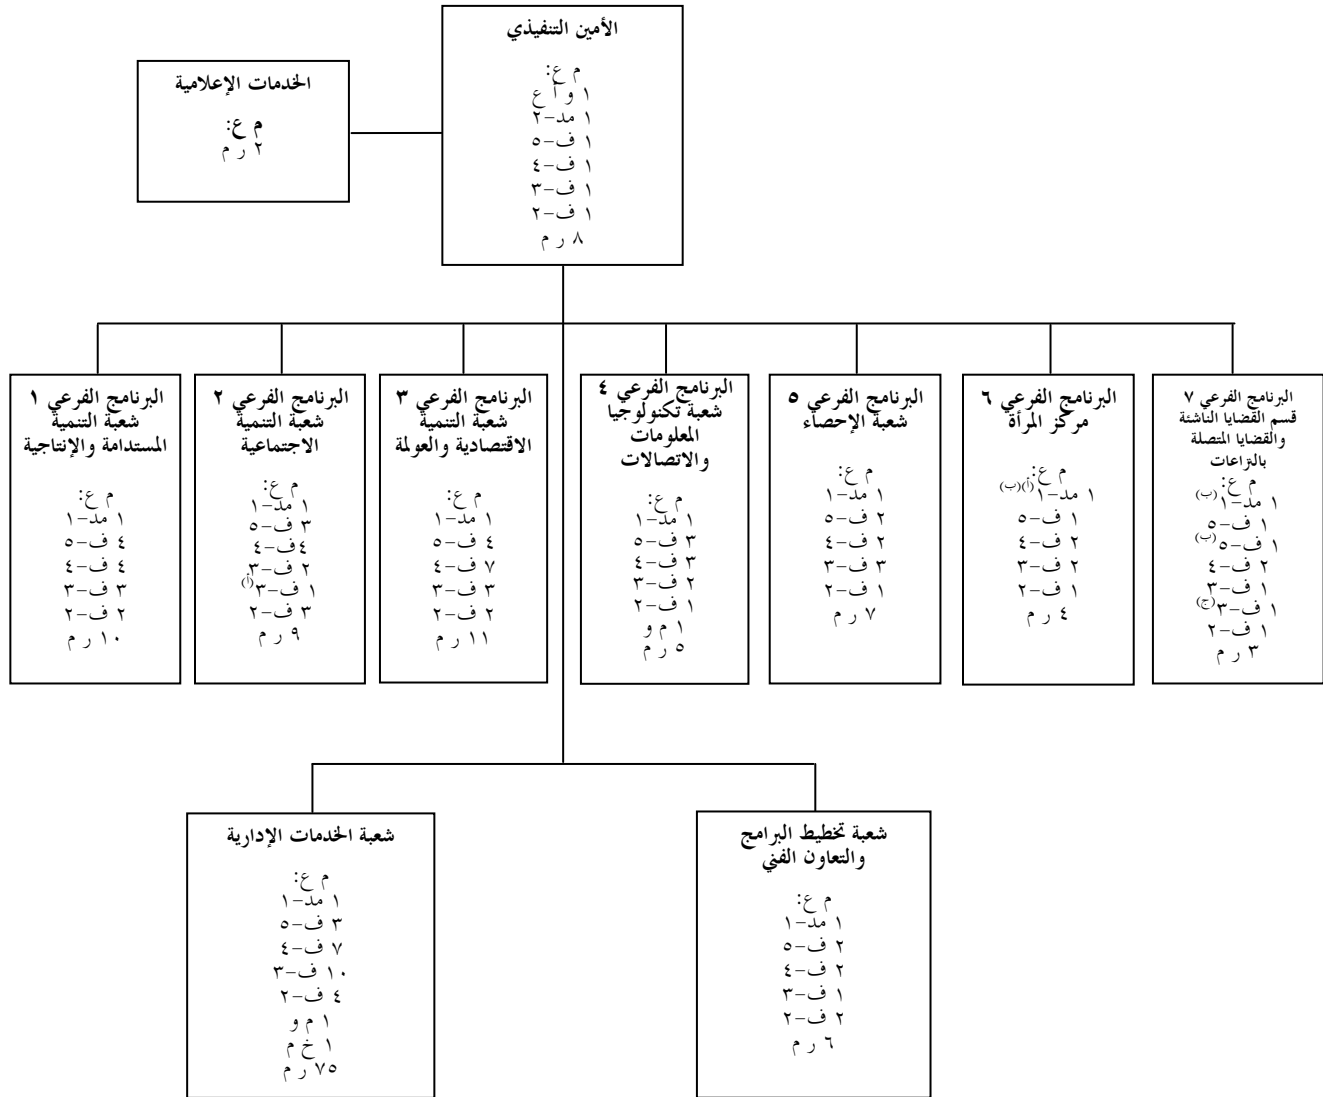 الأمين التنفيذي
م ع:
١ و أ ع
١ مد-٢
١ ف-٥
١ ف-٤
١ ف-٣
١ ف-٢
٨ ر م
الخدمات الإعلامية
م ع:
٢ ر م
البرنامج الفرعي ١
شعبة التنمية
المستدامة والإنتاجية
م ع:
١ مد-١
٤ ف-٥
٤ ف-٤
٣ ف-٣
٢ ف-٢
١٠ ر م
البرنامج الفرعي ٢
شعبة التنمية
الاجتماعية
م ع:
١ مد-١
٣ ف-٥
٤ف-٤
٢ ف-٣
١ ف-٣(أ)
٣ ف-٢
٩ ر م
البرنامج الفرعي ٣
شعبة التنمية
الاقتصادية والعولمة
م ع:
١ مد-١
٤ ف-٥
٧ ف-٤
٣ ف-٣
٢ ف-٢
١١ ر م
البرنامج الفرعي ٤
شعبة تكنولوجيا
المعلومات
والاتصالات
م ع:
١ مد-١
٣ ف-٥
٣ ف-٤
٢ ف-٣
١ ف-٢
١ م و
٥ ر م
البرنامج الفرعي ٥
شعبة الإحصاء
م ع:
١ مد-١
٢ ف-٥
٢ ف-٤
٣ ف-٣
١ ف-٢
٧ ر م
البرنامج الفرعي ٦
مركز المرأة
م ع:
١ مد-١(أ)(ب)
١ ف-٥
٢ ف-٤
٢ ف-٣
١ ف-٢
٤ ر م
البرنامج الفرعي ٧
قسم القضايا الناشئة
والقضايا المتصلة
بالنزاعات
م ع:
١ مد-١(ب)
١ ف-٥
١ ف-٥(ب)
٢ ف-٤
١ ف-٣
١ ف-٣(ج)
١ ف-٢
٣ ر م
شعبة الخدمات الإدارية
م ع:
١ مد-١
٣ ف-٥
٧ ف-٤
١٠ ف-٣
٤ ف-٢
١ م و
١ خ م
٧٥ ر م
شعبة تخطيط البرامج
والتعاون الفني
م ع:
١ مد-١
٢ ف-٥
٢ ف-٤
١ ف-٣
٢ ف-٢
٦ ر م